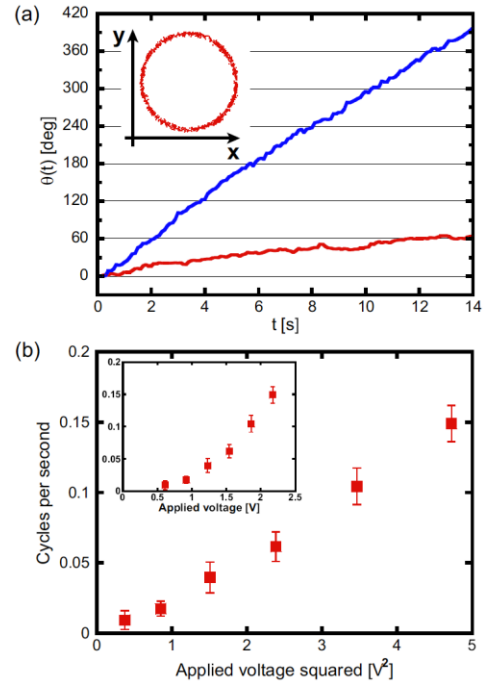 (a)
420
360
300
240
180
120
60
0
θ(t) [deg]
y
x
0 2 4 6 8 10 12 14
t [s]
(b)
0.2
0.15
0.1
0.05
0
Cycles per second
0.2
0.15
0.1
0.05
0
0 0.5 1 1.5 2 2.5
Applied voltage [V]
0 1 2 3 4 5
Applied voltage squared [V²]